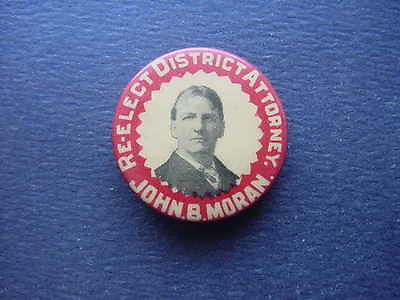 RE-ELECT DISTRICT ATTORNEY.
JOHN.B.MORAN.